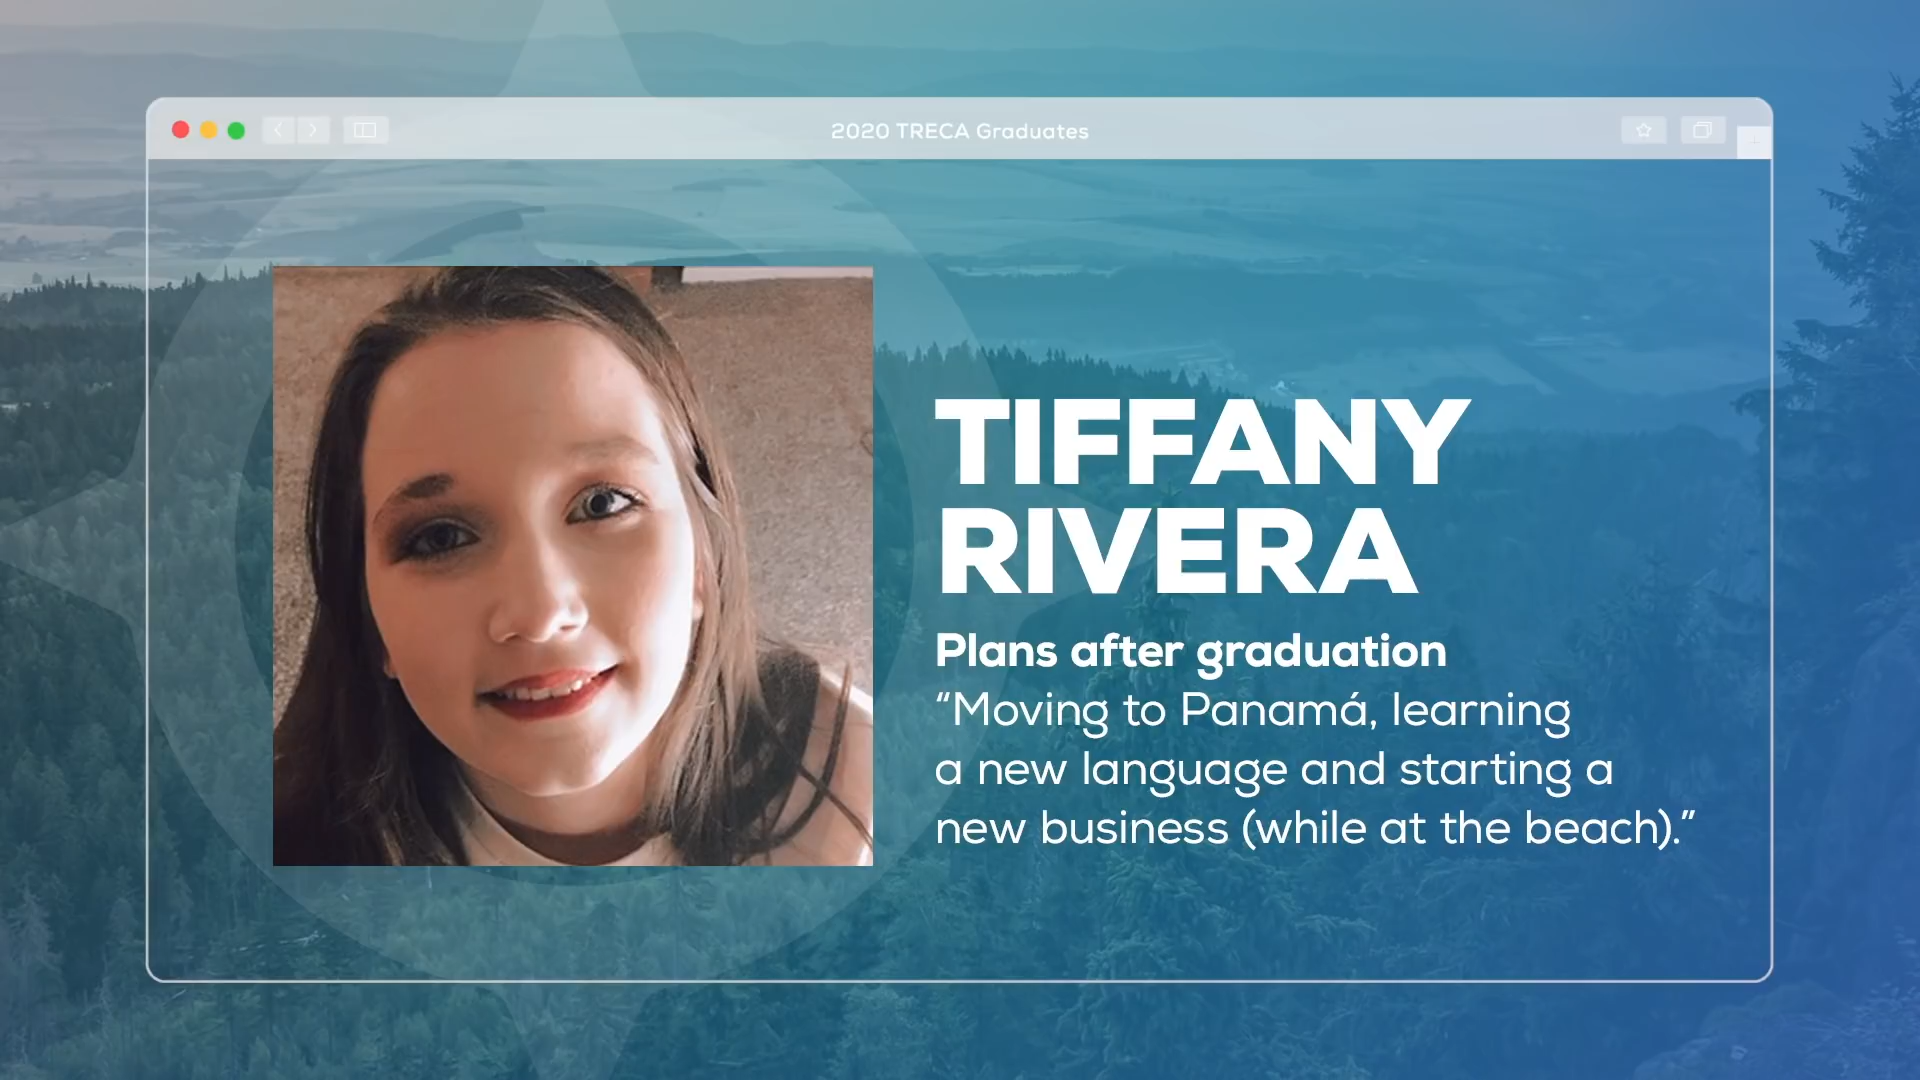 2020 TRECA Graduates
TIFFANY
RIVERA
Plans after graduation
“Moving to Panamá, learning
a new language and starting a
new business (while at the beach).”